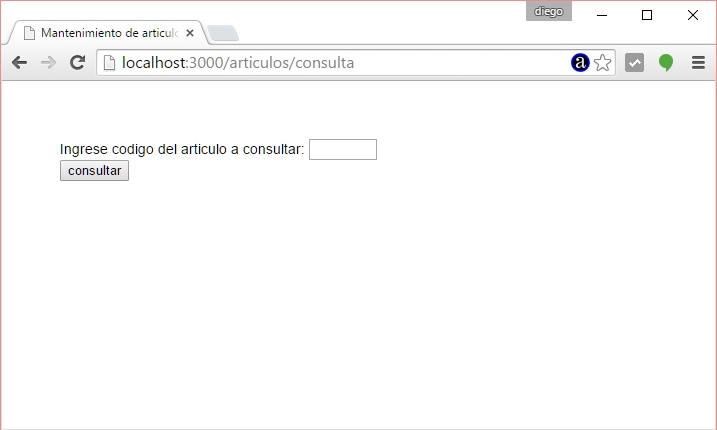 diego
Mantenimiento de articulo
localhost:3000/articulos/consulta
a
Ingrese codigo del articulo a consultar:
consultar